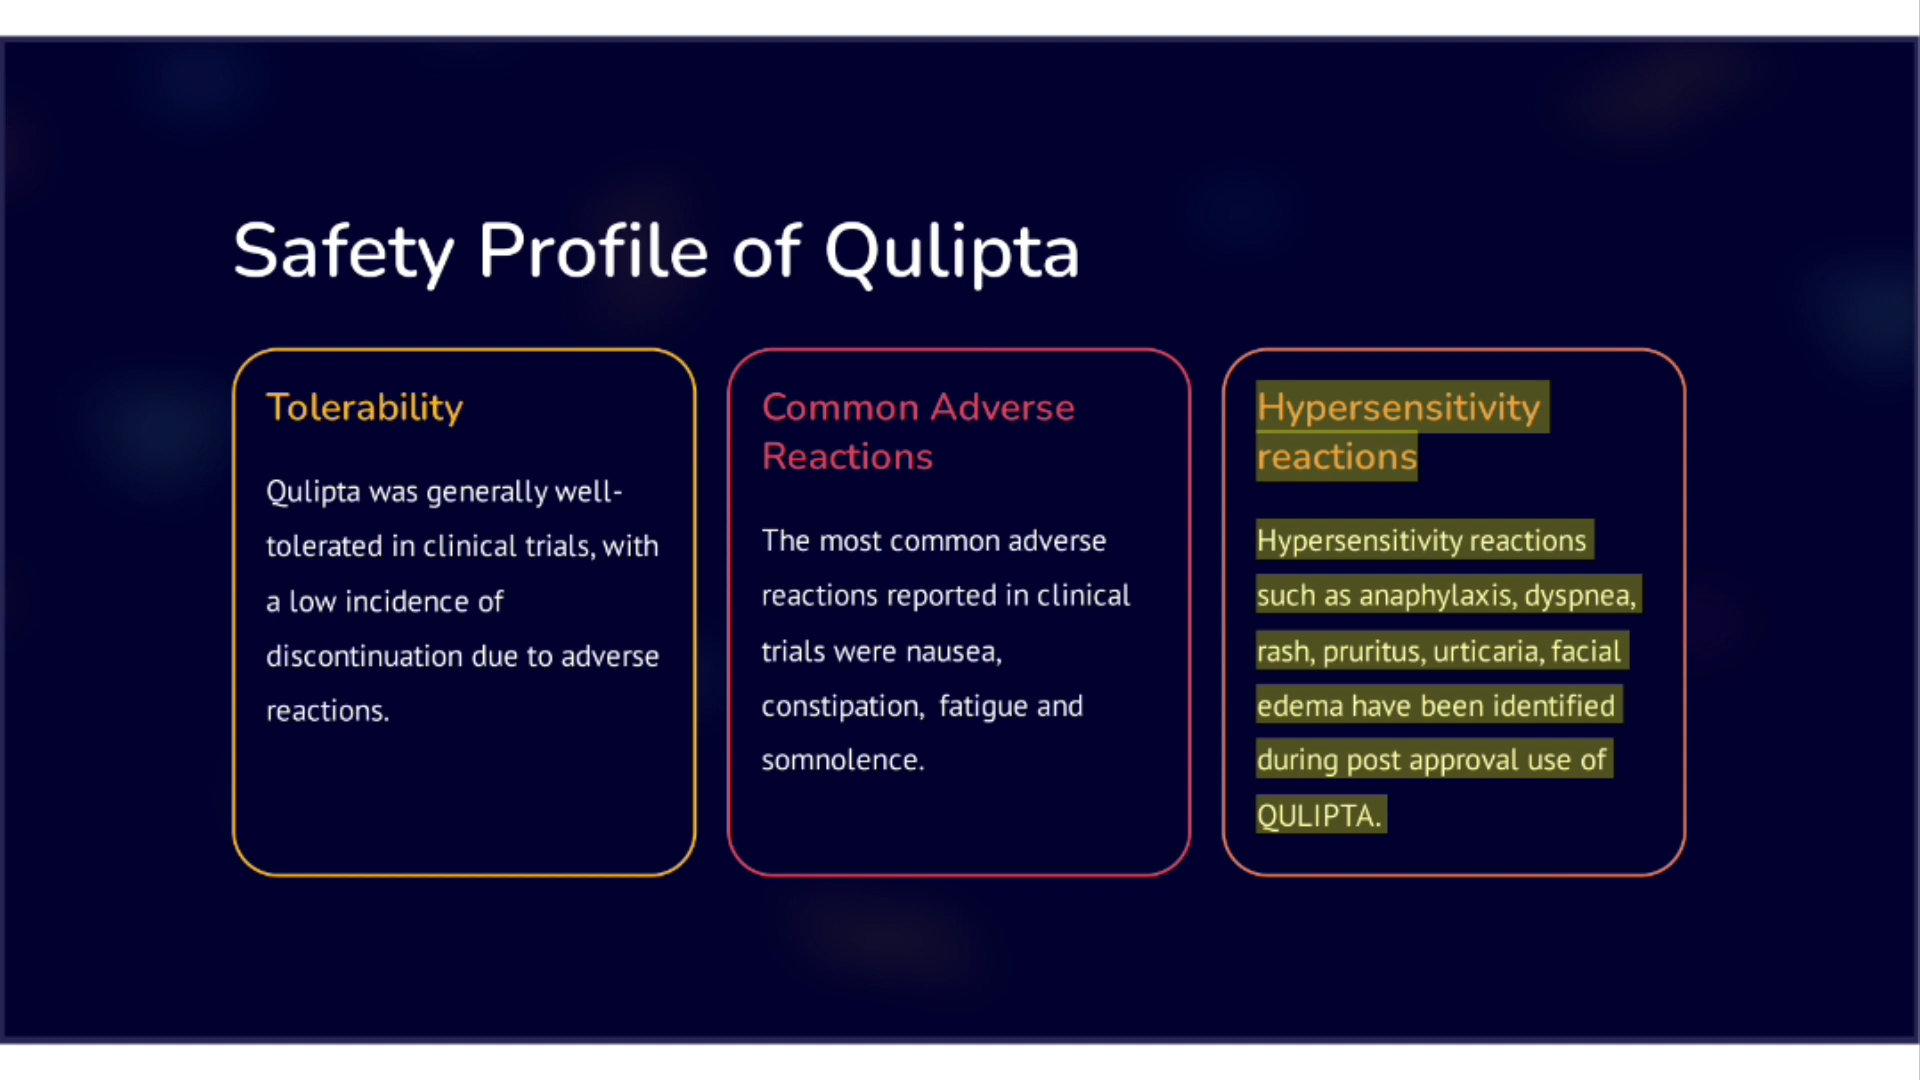 Safety Profile of Qulipta
Tolerability
Qulipta was generally well-
tolerated in clinical trials, with
a low incidence of
discontinuation due to adverse
reactions.
Common Adverse
Reactions
The most common adverse
reactions reported in clinical
trials were nausea,
constipation,  fatigue and
somnolence.
Hypersensitivity
reactions
Hypersensitivity reactions
such as anaphylaxis, dyspnea,
rash, pruritus, urticaria, facial
edema have been identified
during post approval use of
QULIPTA.